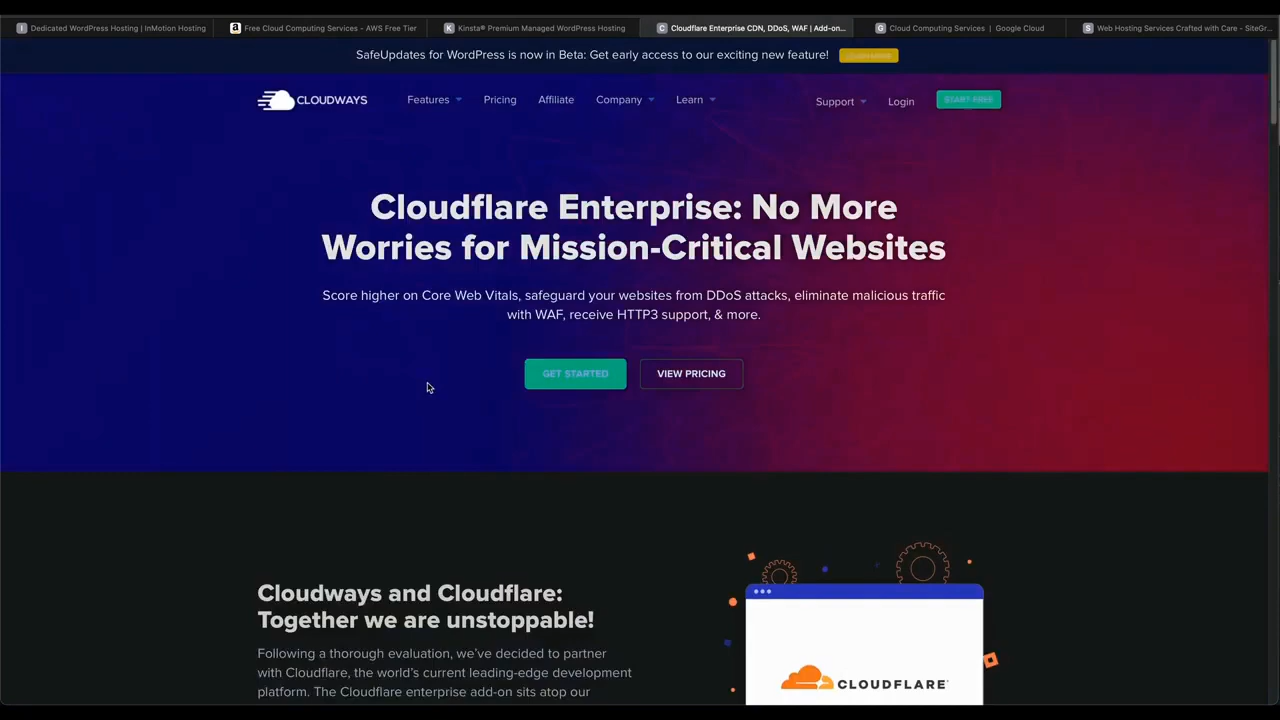 Dedicated WordPress Hosting | InMotion Hosting
Free Cloud Computing Services - AWS Free Tier
Kinsta® Premium Managed WordPress Hosting
Cloudflare Enterprise CDN, DDoS, WAF | Add-on...
Cloud Computing Services | Google Cloud
Web Hosting Services Crafted with Care - SiteGr...
SafeUpdates for WordPress is now in Beta: Get early access to our exciting new feature!
CLOUDWAYS
Features
Pricing
Affiliate
Company
Learn
Support
Login
START FREE
Cloudflare Enterprise: No More
Worries for Mission-Critical Websites
Score higher on Core Web Vitals, safeguard your websites from DDoS attacks, eliminate malicious traffic
with WAF, receive HTTP3 support, & more.
GET STARTED
VIEW PRICING
Cloudways and Cloudflare:
Together we are unstoppable!
Following a thorough evaluation, we've decided to partner
with Cloudflare, the world's current leading-edge development
platform. The Cloudflare enterprise add-on sits atop our
CLOUDFLARE